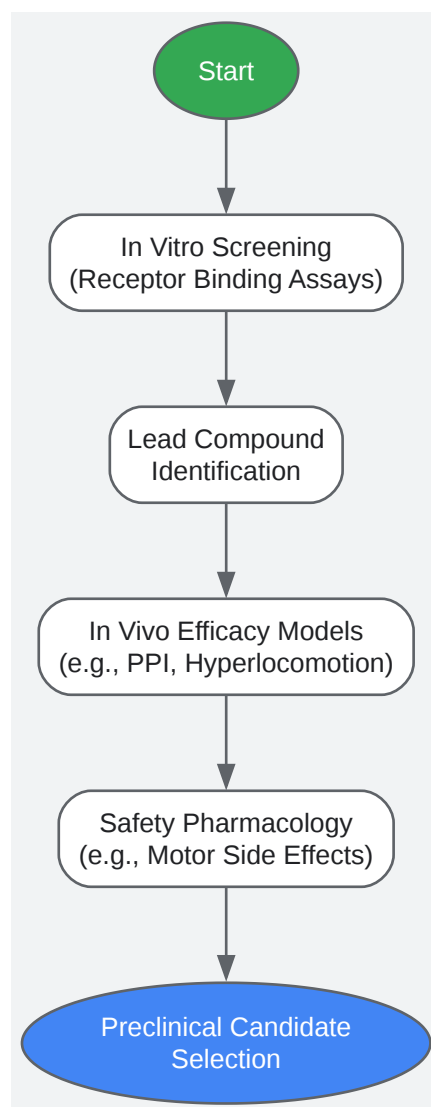 Start
In Vitro Screening
(Receptor Binding Assays)
Lead Compound
Identification
In Vivo Efficacy Models
(e.g., PPI, Hyperlocomotion)
Safety Pharmacology
(e.g., Motor Side Effects)
Preclinical Candidate
Selection